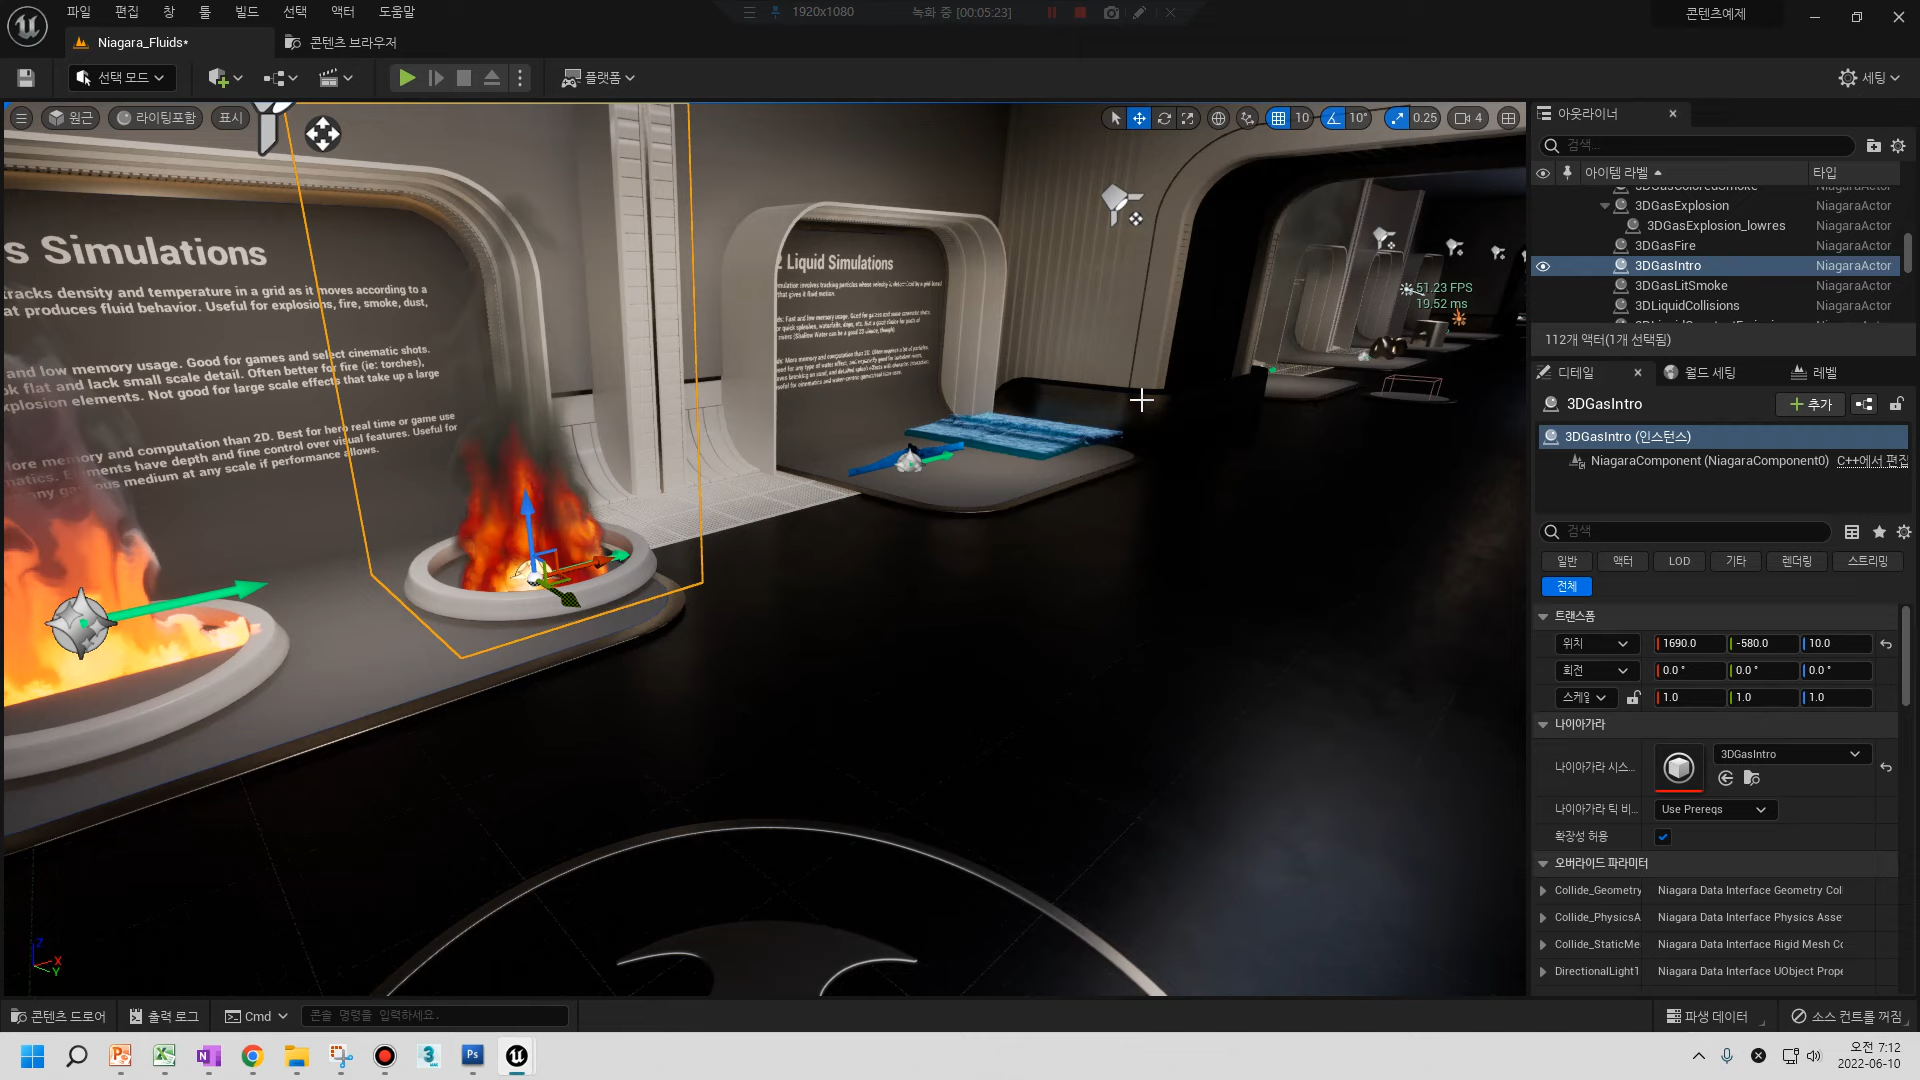 파일 편집 창 툴 빌드 선택 액터 도움말
1920x1080 녹화 중 [00:05:23]
콘텐츠예제
Niagara_Fluids* 콘텐츠 브라우저
선택 모드 플랫폼 세팅
원근 라이팅포함 표시
10 10° 0.25 4
s Simulations
tracks density and temperature in a grid as it moves according to a
at produces fluid behavior. Useful for explosions, fire, smoke, dust,
and low memory usage. Good for games and select cinematic shots.
ok flat and lack small scale detail. Often better for fire (ie: torches),
xplosion elements. Not good for large scale effects that take up a large
ore memory and computation than 2D. Best for hero real time or game use
matics. Elements have depth and fine control over visual features. Useful for
any gaseous medium at any scale if performance allows.
2 Liquid Simulations
51.23 FPS
19.52 ms
Z
X
Y
아웃라이너
검색...
아이템 라벨 타입
3DGasColoredSmoke NiagaraActor
3DGasExplosion NiagaraActor
3DGasExplosion_lowres NiagaraActor
3DGasFire NiagaraActor
3DGasIntro NiagaraActor
3DGasLitSmoke NiagaraActor
3DLiquidCollisions NiagaraActor
112개 액터(1개 선택됨)
디테일 월드 세팅 레벨
3DGasIntro 추가
3DGasIntro (인스턴스)
NiagaraComponent (NiagaraComponent0) C++에서 편집
검색
일반 액터 LOD 기타 렌더링 스트리밍
전체
트랜스폼
위치 1690.0 -580.0 10.0
회전 0.0° 0.0° 0.0°
스케일 1.0 1.0 1.0
나이아가라
나이아가라 시스... 3DGasIntro
나이아가라 틱 비... Use Prereqs
확장성 허용
오버라이드 파라미터
Collide_Geometry Niagara Data Interface Geometry Col
Collide_PhysicsA Niagara Data Interface Physics Asse
Collide_StaticMe Niagara Data Interface Rigid Mesh Co
DirectionalLight1 Niagara Data Interface UObject Prope
콘텐츠 드로어 출력 로그 Cmd 콘솔 명령을 입력하세요. 파생 데이터 소스 컨트롤 꺼짐
오전 7:12
2022-06-10